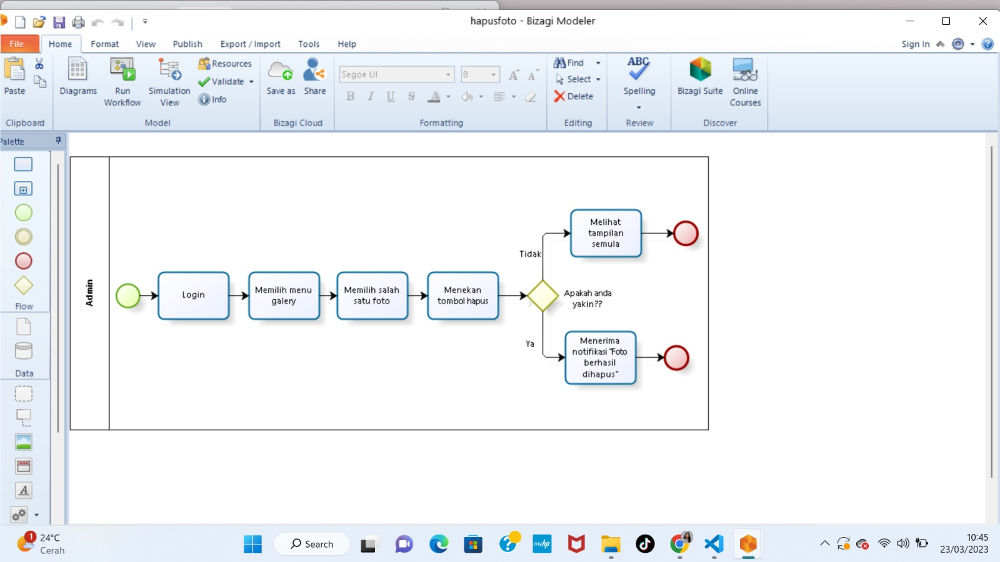 hapusfoto - Bizagi Modeler
File Home Format View Publish Export / Import Tools Help Sign In
Paste
Clipboard
Diagrams
Run
Workflow
Simulation
View
Resources
Validate
Info
Model
Save as Share
Bizagi Cloud
Segoe UI 8
A A
B I U S A
Formatting
Find
Select
Delete
Editing
ABC
Spelling
Review
Bizagi Suite
Online
Courses
Discover
Palette
Flow
Data
A
Admin
Login
Memilih menu
galery
Memilih salah
satu foto
Menekan
tombol hapus
Tidak
Melihat
tampilan
semula
Apakah anda
yakin??
Ya
Menerima
notifikasi "Foto
berhasil
dihapus"
1
24°C
Cerah
Search
myhp
10:45
23/03/2023